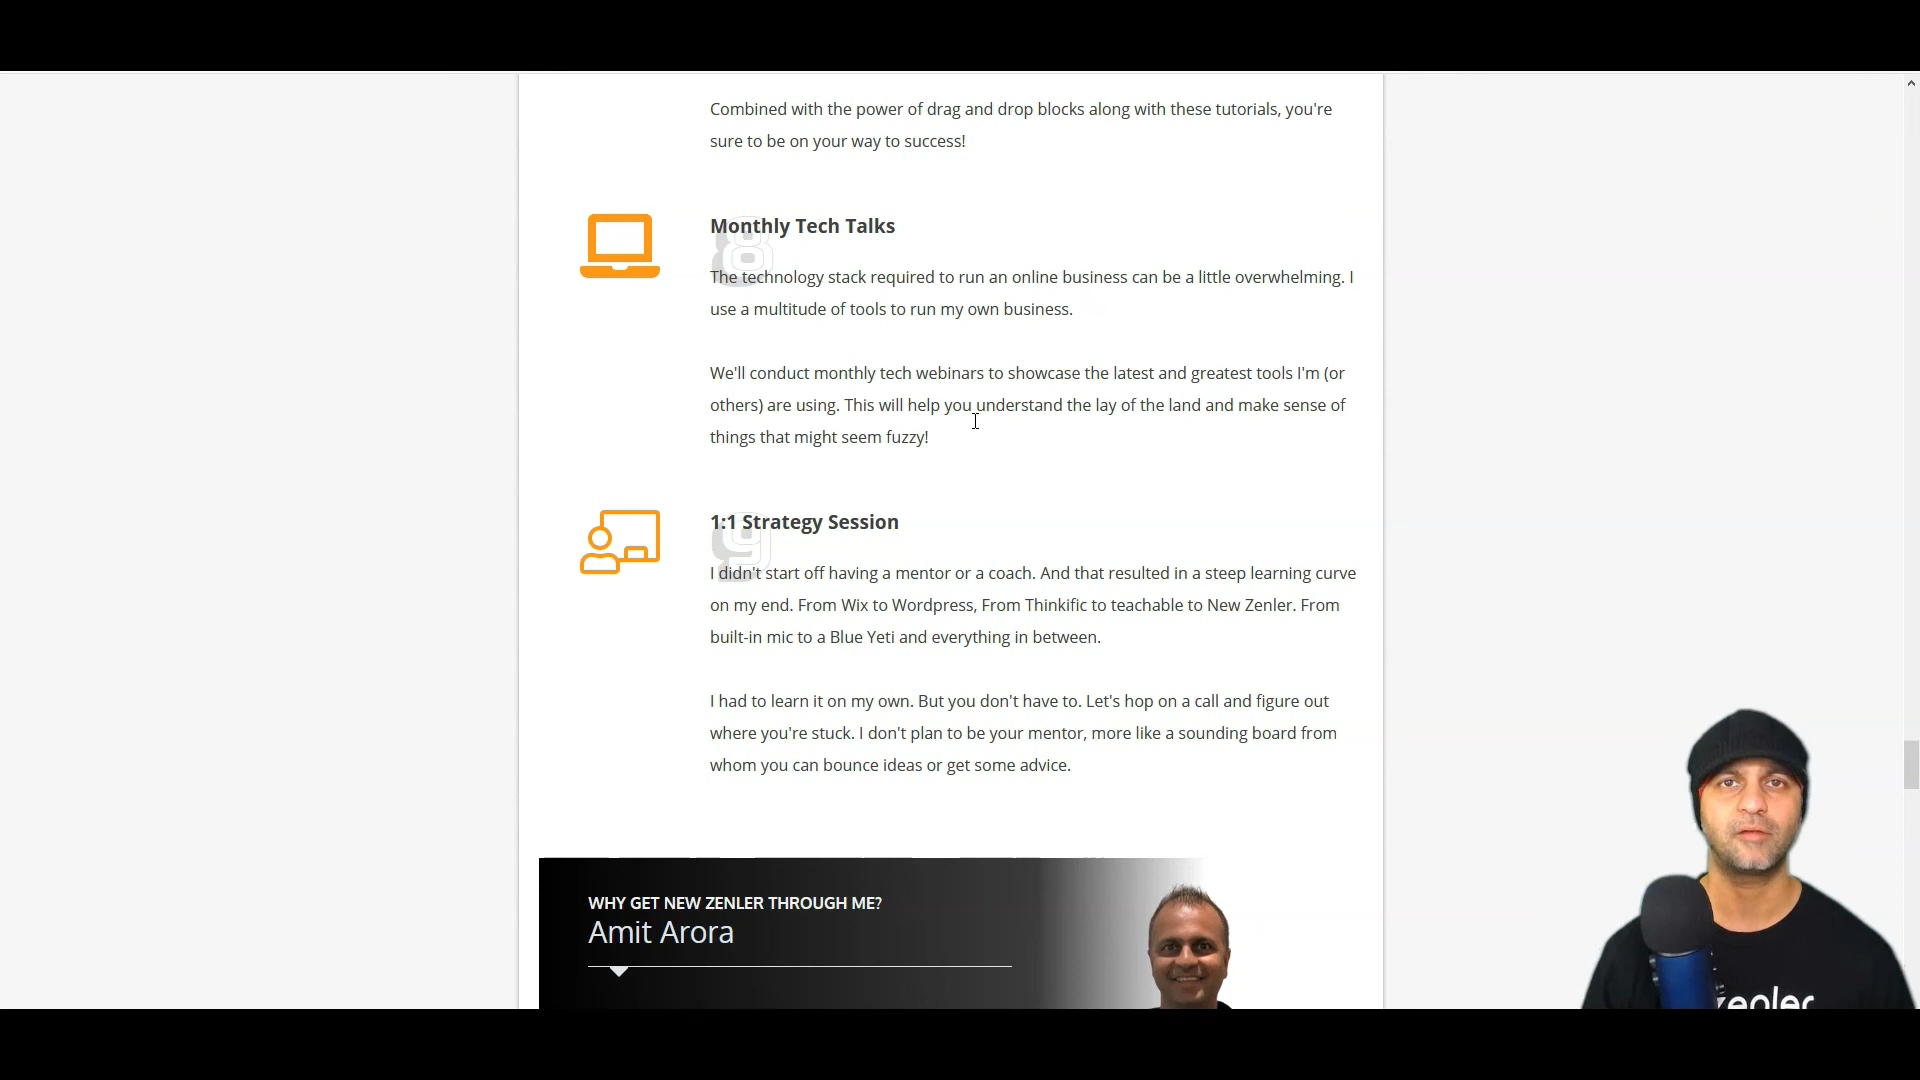 Combined with the power of drag and drop blocks along with these tutorials, you're
sure to be on your way to success!
8
Monthly Tech Talks
The technology stack required to run an online business can be a little overwhelming. I
use a multitude of tools to run my own business.
We'll conduct monthly tech webinars to showcase the latest and greatest tools I'm (or
others) are using. This will help you understand the lay of the land and make sense of
things that might seem fuzzy!
9
1:1 Strategy Session
I didn't start off having a mentor or a coach. And that resulted in a steep learning curve
on my end. From Wix to Wordpress, From Thinkific to teachable to New Zenler. From
built-in mic to a Blue Yeti and everything in between.
I had to learn it on my own. But you don't have to. Let's hop on a call and figure out
where you're stuck. I don't plan to be your mentor, more like a sounding board from
whom you can bounce ideas or get some advice.
WHY GET NEW ZENLER THROUGH ME?
Amit Arora
zenler